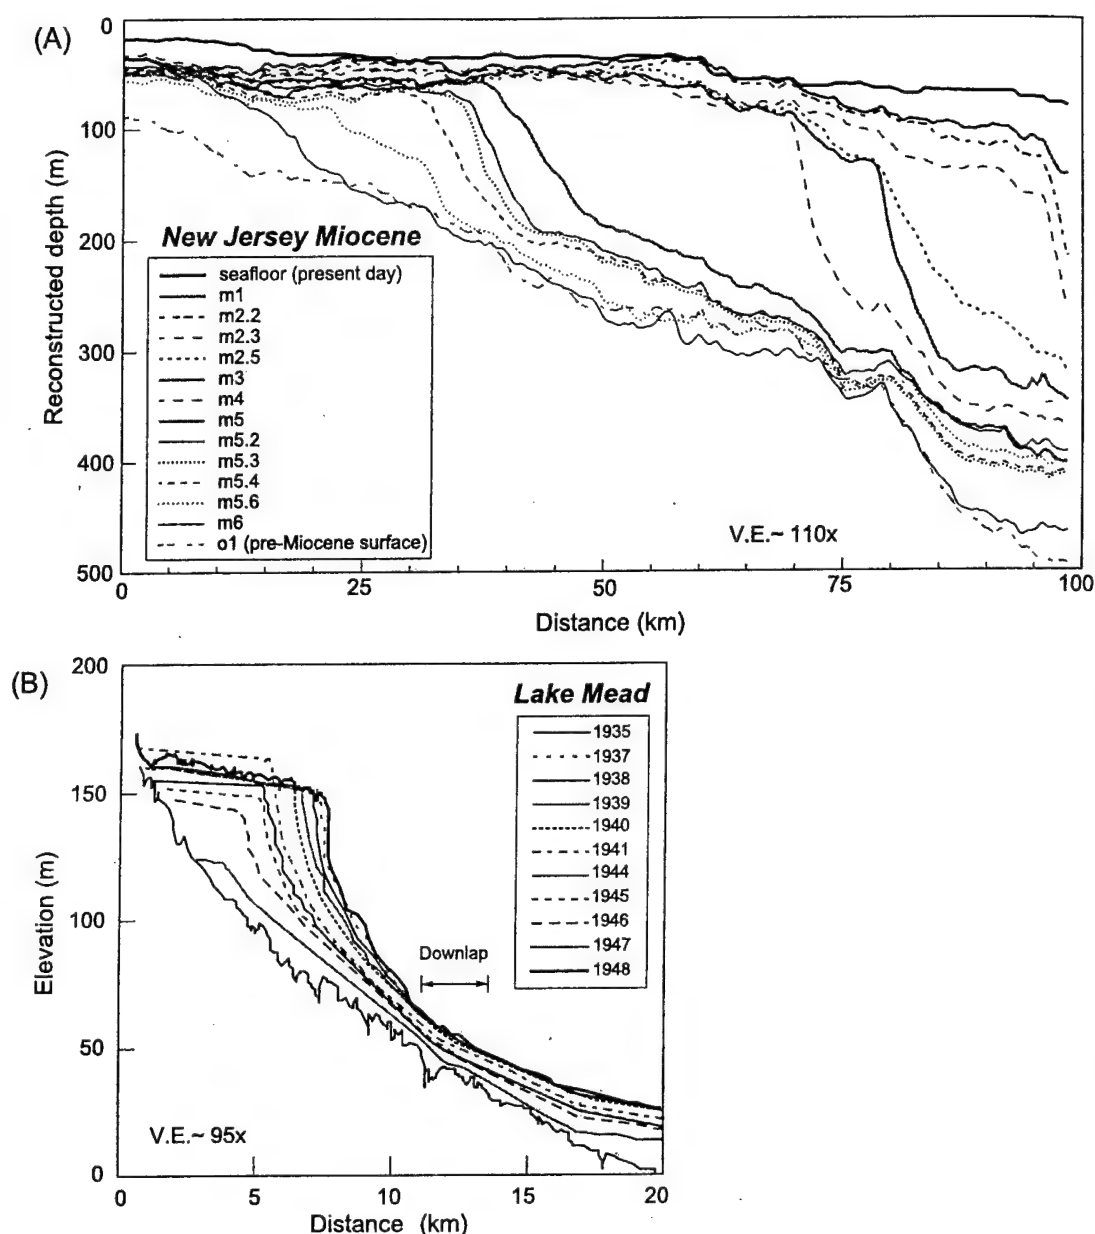 (A)
0
100
200
300
400
500
Reconstructed depth (m)
New Jersey Miocene
seafloor (present day)
m1
m2.2
m2.3
m2.5
m3
m4
m5
m5.2
m5.3
m5.4
m5.6
m6
o1 (pre-Miocene surface)
V.E.~ 110x
0
25
50
75
100
Distance (km)
(B)
200
150
100
50
0
Elevation (m)
Lake Mead
1935
1937
1938
1939
1940
1941
1944
1945
1946
1947
1948
Downlap
V.E.~ 95x
0
5
10
15
20
Distance (km)